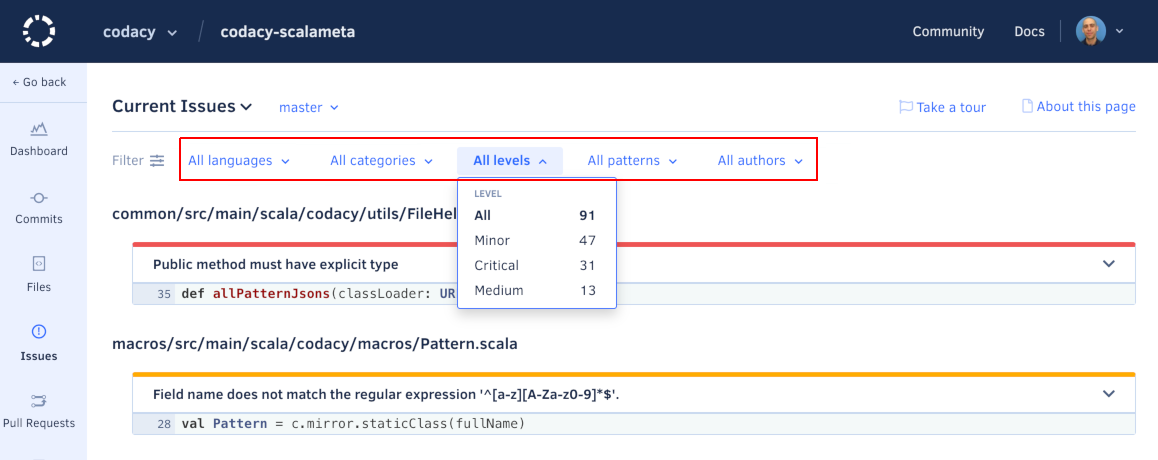 codacy
codacy-scalameta
Community
Docs
← Go back
Dashboard
Commits
Files
Issues
Pull Requests
Current Issues
master
Take a tour
About this page
Filter
All languages
All categories
All levels
All patterns
All authors
LEVEL
All 91
Minor 47
Critical 31
Medium 13
common/src/main/scala/codacy/utils/FileHel
Public method must have explicit type
35 def allPatternJsons(classLoader: UR
macros/src/main/scala/codacy/macros/Pattern.scala
Field name does not match the regular expression '^[a-z][A-Za-z0-9]*$'.
28 val Pattern = c.mirror.staticClass(fullName)